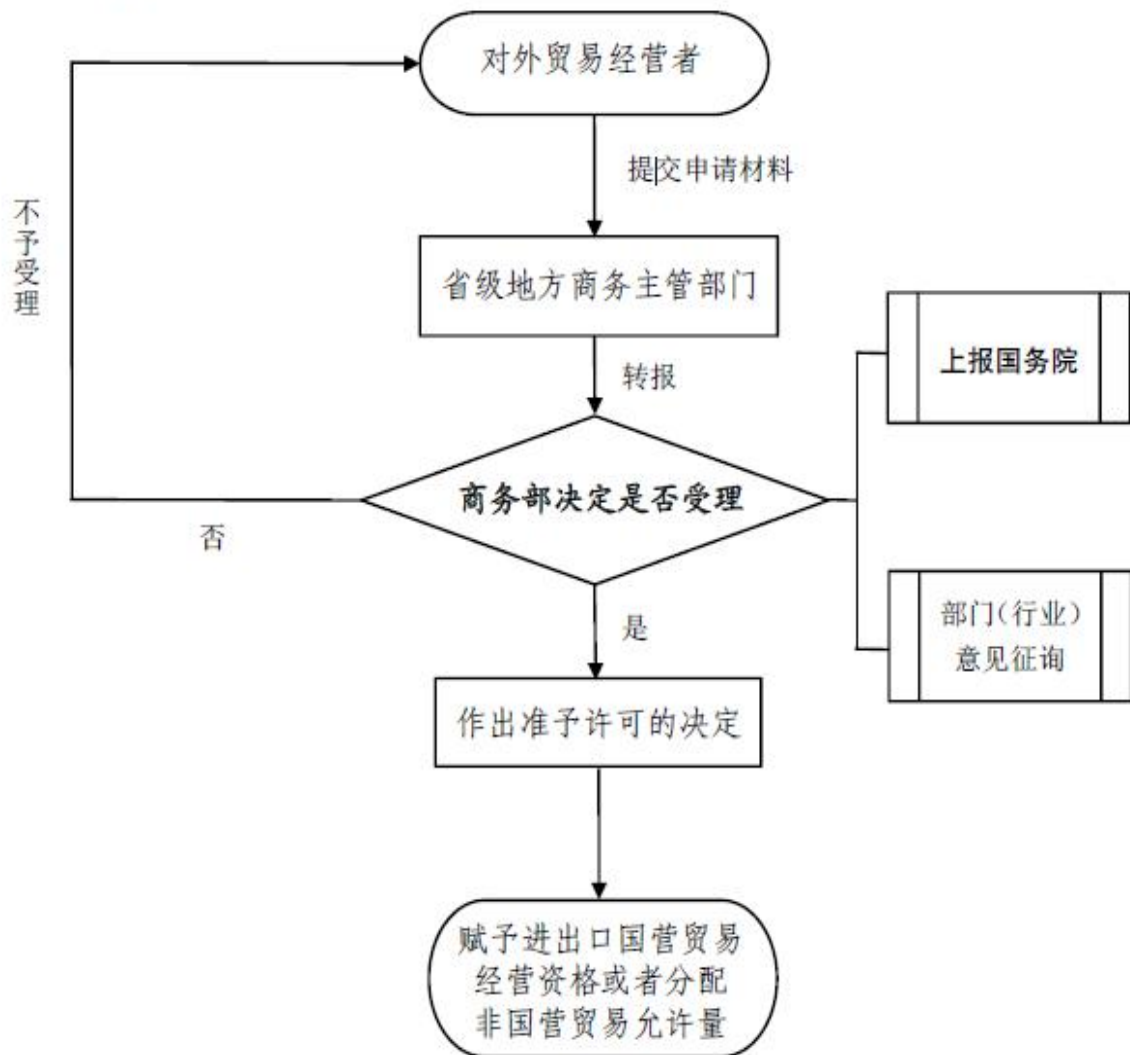 对外贸易经营者
提交申请材料
不予受理
省级地方商务主管部门
上报国务院
转报
商务部决定是否受理
否
部门(行业)
意见征询
是
作出准予许可的决定
赋予进出口国营贸易
经营资格或者分配
非国营贸易允许量